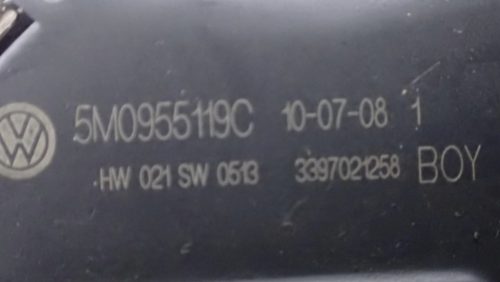 5M0955119C 10-07-08 1
HW 021 SW 0513 3397021258 BOY